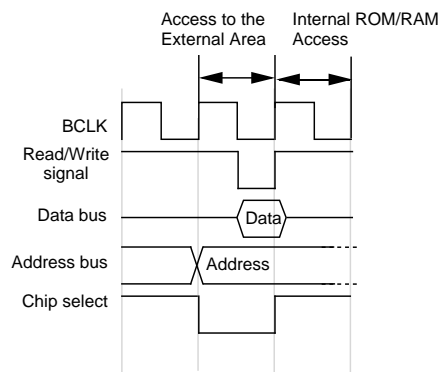 Access to the
External Area
Internal ROM/RAM
Access
BCLK
Read/Write
signal
Data bus
Data
Address bus
Address
Chip select